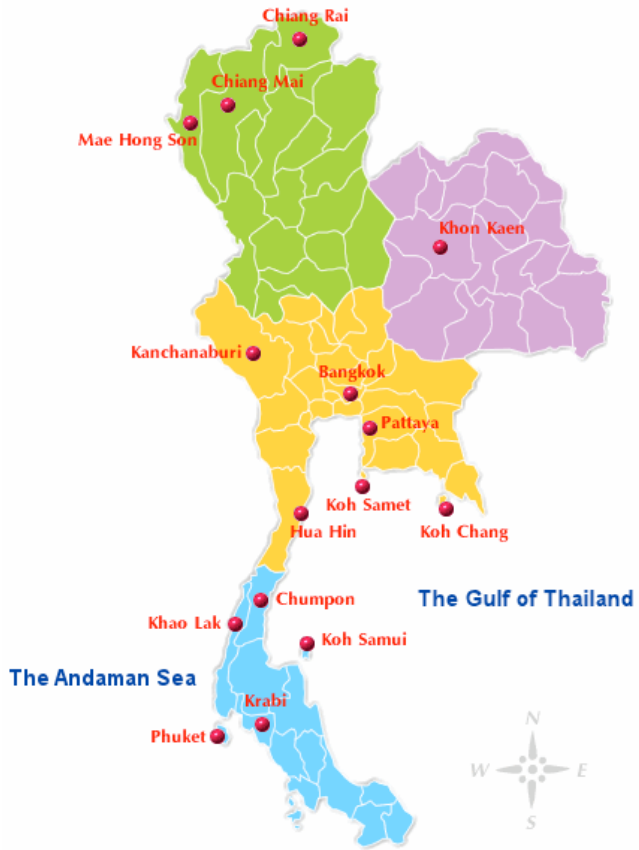 Chiang Rai
Chiang Mai
Mae Hong Son
Khon Kaen
Kanchanaburi
Bangkok
Pattaya
Koh Samet
Hua Hin
Koh Chang
Chumpon
The Gulf of Thailand
Khao Lak
Koh Samui
The Andaman Sea
Krabi
Phuket
N
W
E
S